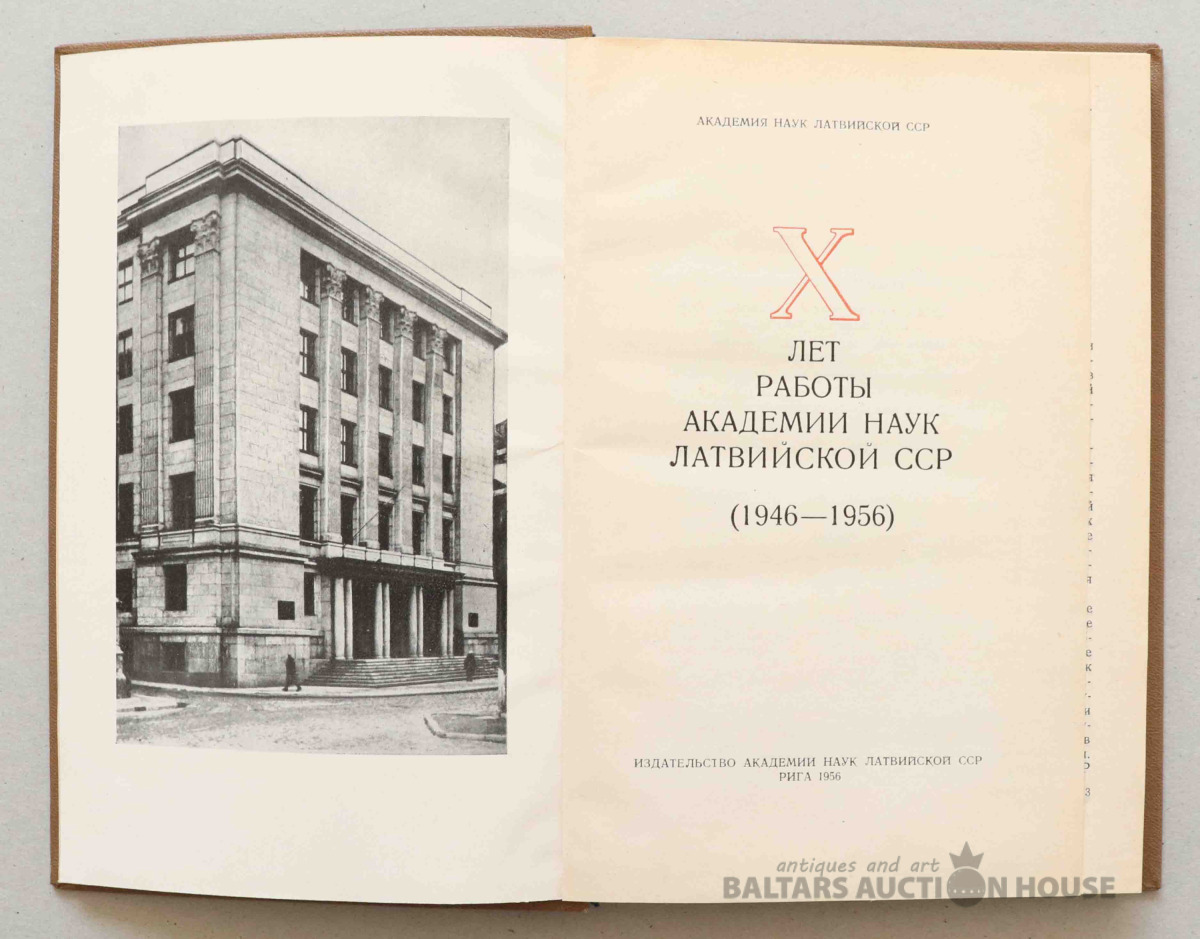 АКАДЕМИЯ НАУК ЛАТВИЙСКОЙ ССР
X
ЛЕТ
РАБОТЫ
АКАДЕМИИ НАУК
ЛАТВИЙСКОЙ ССР
(1946—1956)
ИЗДАТЕЛЬСТВО АКАДЕМИИ НАУК ЛАТВИЙСКОЙ ССР
РИГА 1956
antiques and art
BALTARS AUCTION HOUSE